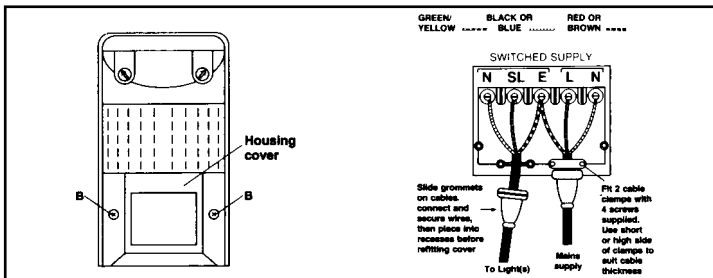 Housing
cover
B
B
GREEN/ BLACK OR RED OR
YELLOW BLUE BROWN
SWITCHED SUPPLY
N SL E L N
Slide grommets
on cables.
connect and
secure wires,
then place into
recesses before
refitting cover
To Light(s)
Mains
supply
Fit 2 cable
clamps with
4 screws
supplied.
Use short
or high side
of clamps to
suit cable
thickness